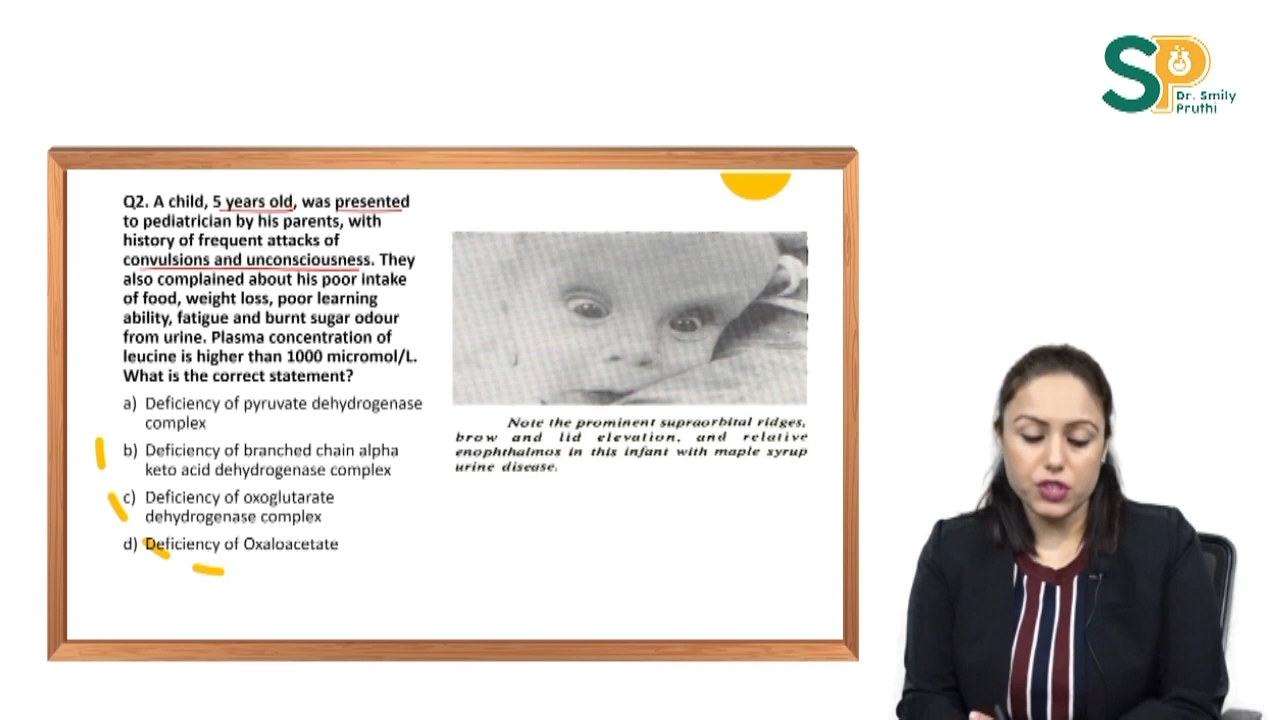 SP
Dr. Smily
Pruthi
Q2. A child, 5 years old, was presented
to pediatrician by his parents, with
history of frequent attacks of
convulsions and unconsciousness. They
also complained about his poor intake
of food, weight loss, poor learning
ability, fatigue and burnt sugar odour
from urine. Plasma concentration of
leucine is higher than 1000 micromol/L.
What is the correct statement?
a) Deficiency of pyruvate dehydrogenase
complex
b) Deficiency of branched chain alpha
keto acid dehydrogenase complex
c) Deficiency of oxoglutarate
dehydrogenase complex
d) Deficiency of Oxaloacetate
Note the prominent supraorbital ridges,
brow and lid elevation, and relative
enophthalmos in this infant with maple syrup
urine disease.